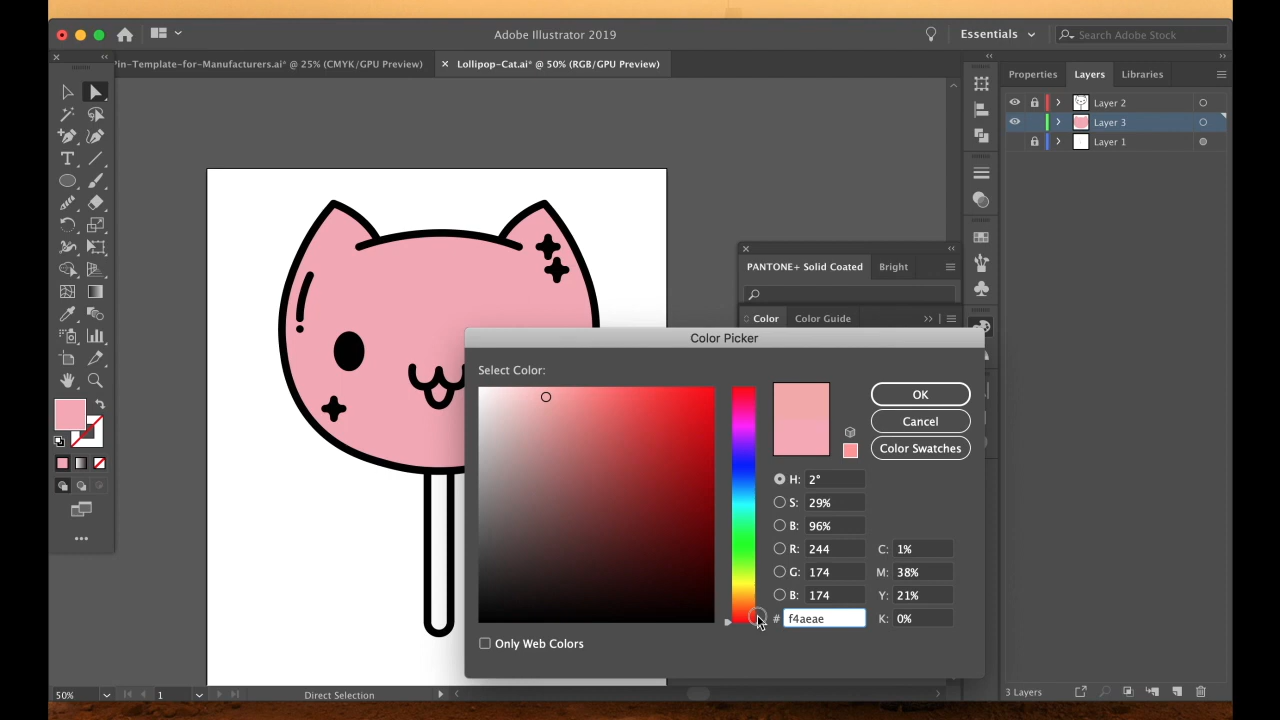 Adobe Illustrator 2019
Essentials
Search Adobe Stock
Pin-Template-for-Manufacturers.ai* @ 25% (CMYK/GPU Preview)
Lollipop-Cat.ai* @ 50% (RGB/GPU Preview)
Properties
Layers
Libraries
Layer 2
Layer 3
Layer 1
PANTONE+ Solid Coated
Bright
Color
Color Guide
Color Picker
Select Color:
OK
Cancel
Color Swatches
H: 2°
S: 29%
B: 96%
R: 244
C: 1%
G: 174
M: 38%
B: 174
Y: 21%
# f4aeae
K: 0%
Only Web Colors
50%
1
Direct Selection
3 Layers